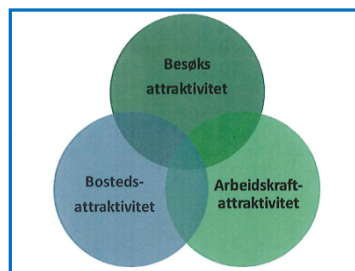 Besøks
attraktivitet
Bosteds-
attraktivitet
Arbeidskraft-
attraktivitet